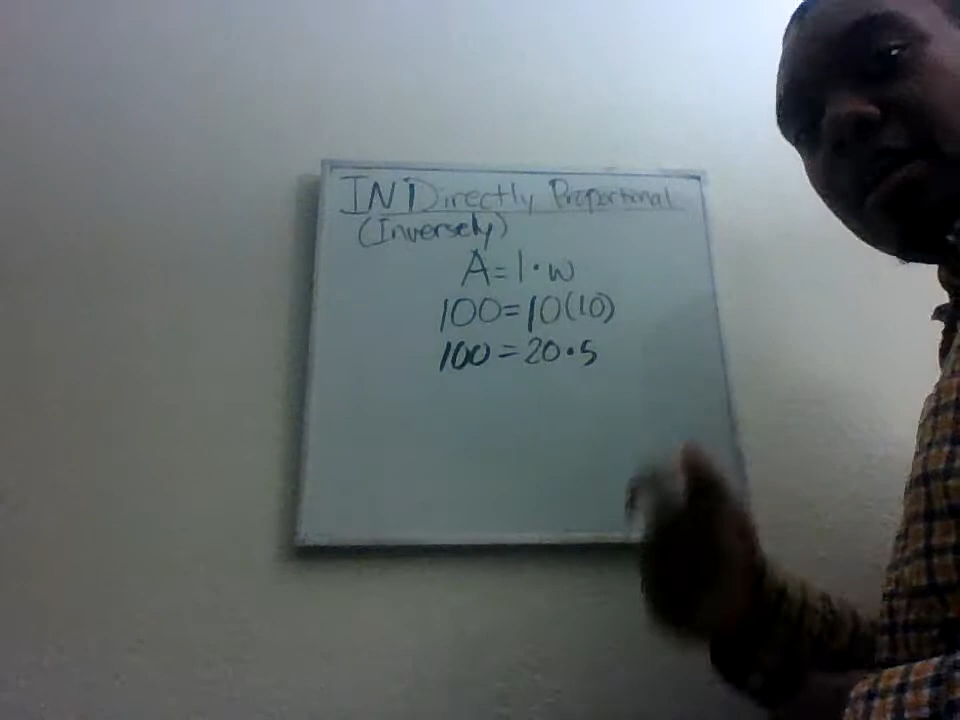 INDirectly Proportional
(Inversely)
A = l · w
100 = 10(10)
100 = 20 · 5